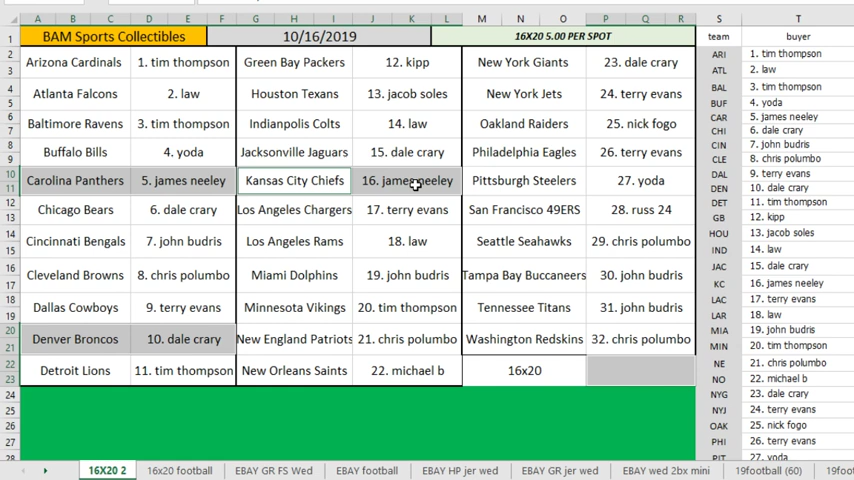 A B C D E F G H I J K L M N O P Q R S T
1 BAM Sports Collectibles 10/16/2019 16X20 5.00 PER SPOT team buyer
2 Arizona Cardinals 1. tim thompson Green Bay Packers 12. kipp New York Giants 23. dale crary ARI 1. tim thompson
3 ATL 2. law
4 Atlanta Falcons 2. law Houston Texans 13. jacob soles New York Jets 24. terry evans BAL 3. tim thompson
5 BUF 4. yoda
6 Baltimore Ravens 3. tim thompson Indianplis Colts 14. law Oakland Raiders 25. nick fogo CAR 5. james neeley
7 CHI 6. dale crary
8 Buffalo Bills 4. yoda Jacksonville Jaguars 15. dale crary Philadelphia Eagles 26. terry evans CIN 7. john budris
9 CLE 8. chris polumbo
10 Carolina Panthers 5. james neeley Kansas City Chiefs 16. james neeley Pittsburgh Steelers 27. yoda DAL 9. terry evans
11 DEN 10. dale crary
12 Chicago Bears 6. dale crary Los Angeles Chargers 17. terry evans San Francisco 49ERS 28. russ 24 DET 11. tim thompson
13 GB 12. kipp
14 Cincinnati Bengals 7. john budris Los Angeles Rams 18. law Seattle Seahawks 29. chris polumbo HOU 13. jacob soles
15 IND 14. law
16 Cleveland Browns 8. chris polumbo Miami Dolphins 19. john budris Tampa Bay Buccaneers 30. john budris JAC 15. dale crary
17 KC 16. james neeley
18 Dallas Cowboys 9. terry evans Minnesota Vikings 20. tim thompson Tennessee Titans 31. john budris LAC 17. terry evans
19 LAR 18. law
20 Denver Broncos 10. dale crary New England Patriots 21. chris polumbo Washington Redskins 32. chris polumbo MIA 19. john budris
21 MIN 20. tim thompson
22 Detroit Lions 11. tim thompson New Orleans Saints 22. michael b 16x20 NE 21. chris polumbo
23 NO 22. michael b
24 NYG 23. dale crary
25 NYJ 24. terry evans
26 OAK 25. nick fogo
27 PHI 26. terry evans
28 PIT 27. yoda
16X20 2 16x20 football EBAY GR FS Wed EBAY football EBAY HP jer wed EBAY GR jer wed EBAY wed 2bx mini 19football (60) 19foot